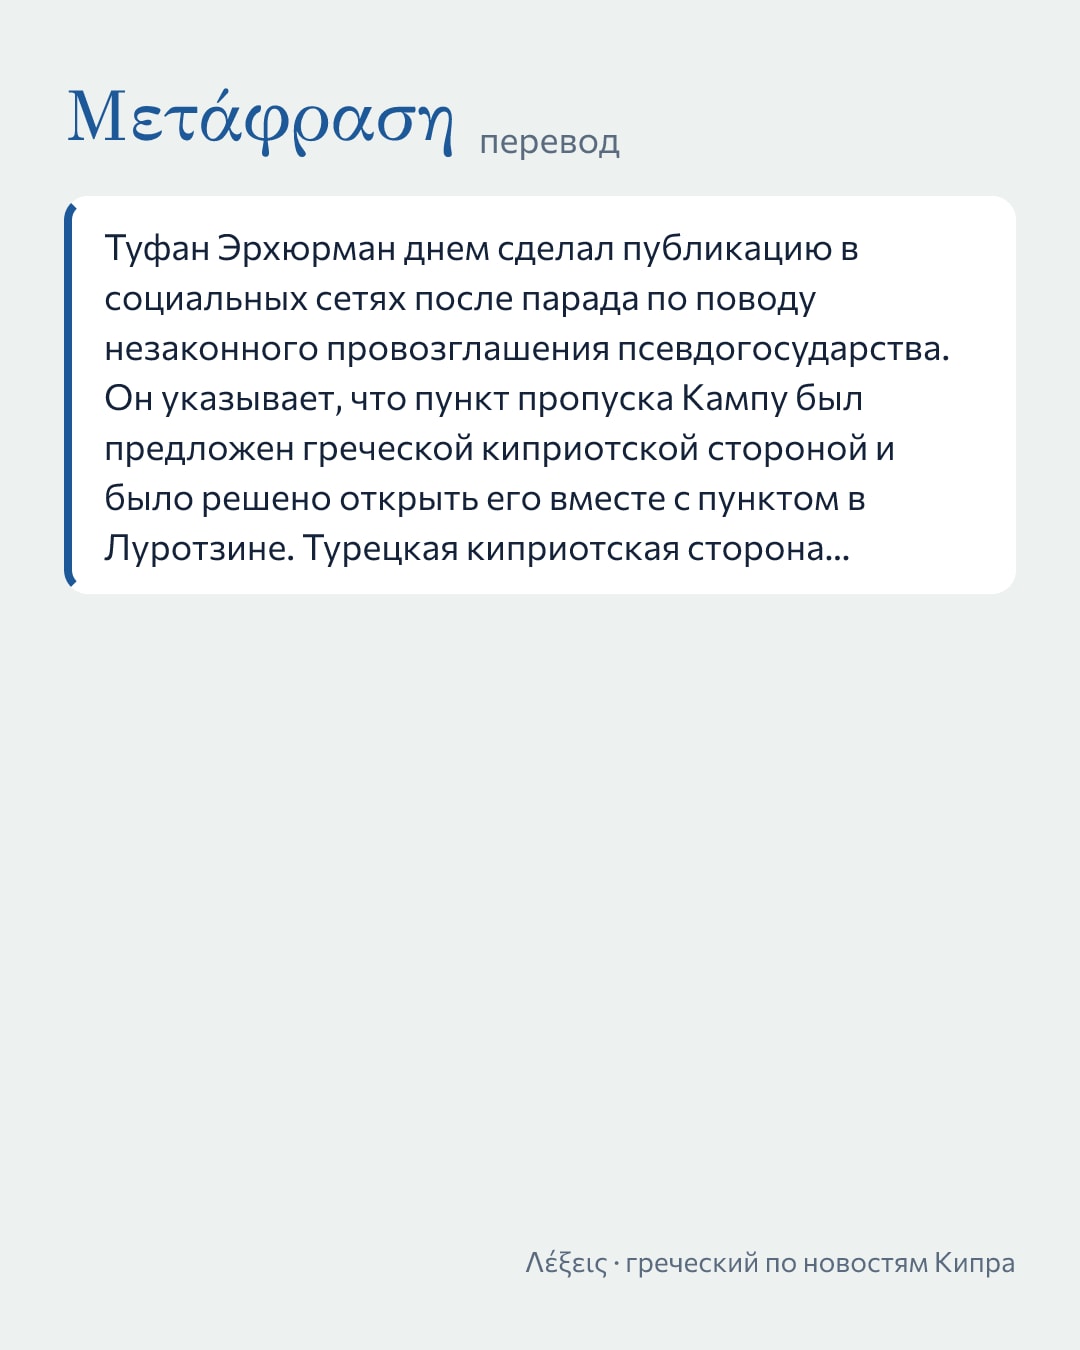 Μετάφραση перевод
Туфан Эрхюрман днем сделал публикацию в
социальных сетях после парада по поводу
незаконного провозглашения псевдогосударства.
Он указывает, что пункт пропуска Кампу был
предложен греческой киприотской стороной и
было решено открыть его вместе с пунктом в
Луротзине. Турецкая киприотская сторона...
Λέξεις · греческий по новостям Кипра